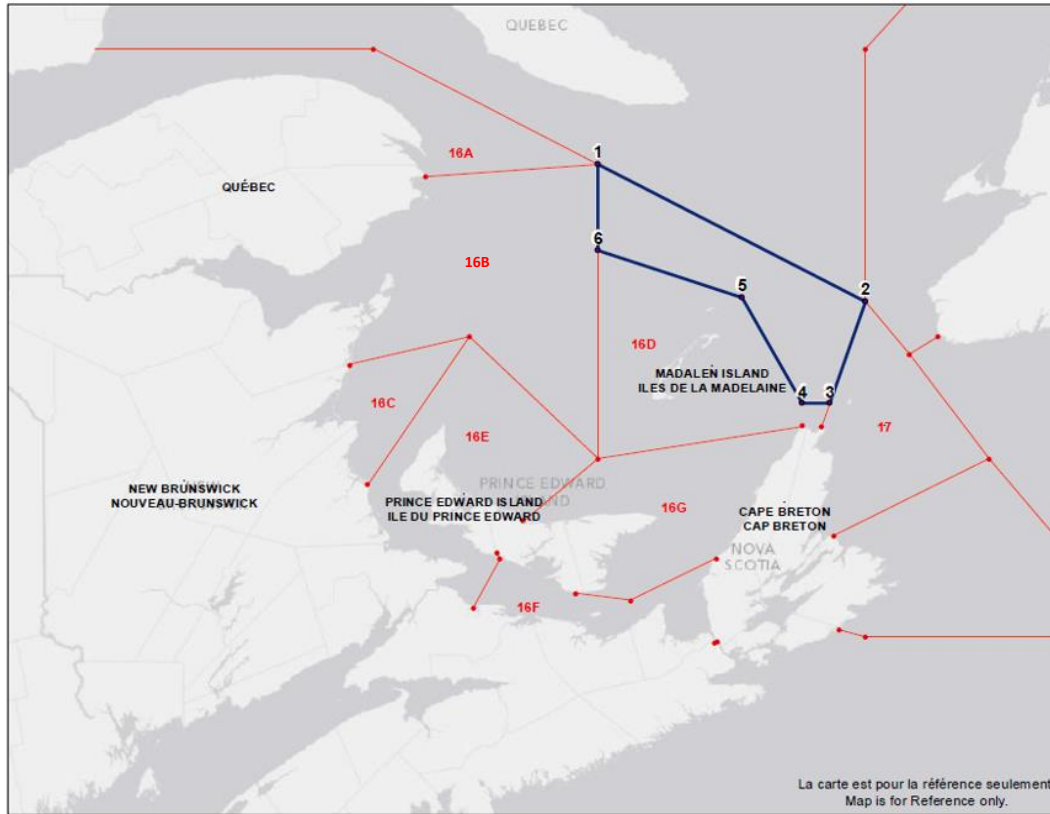 QUEBEC
1
16A
QUÉBEC
6
16B
5
2
16D
MADALEN ISLAND
ILES DE LA MADELAINE
4
3
16C
17
16E
NEW BRUNSWICK
NOUVEAU-BRUNSWICK
PRINCE EDWARD
ISLAND
PRINCE EDWARD ISLAND
ILE DU PRINCE EDWARD
16G
CAPE BRETON
CAP BRETON
NOVA
SCOTIA
16F
La carte est pour la référence seulement
Map is for Reference only.